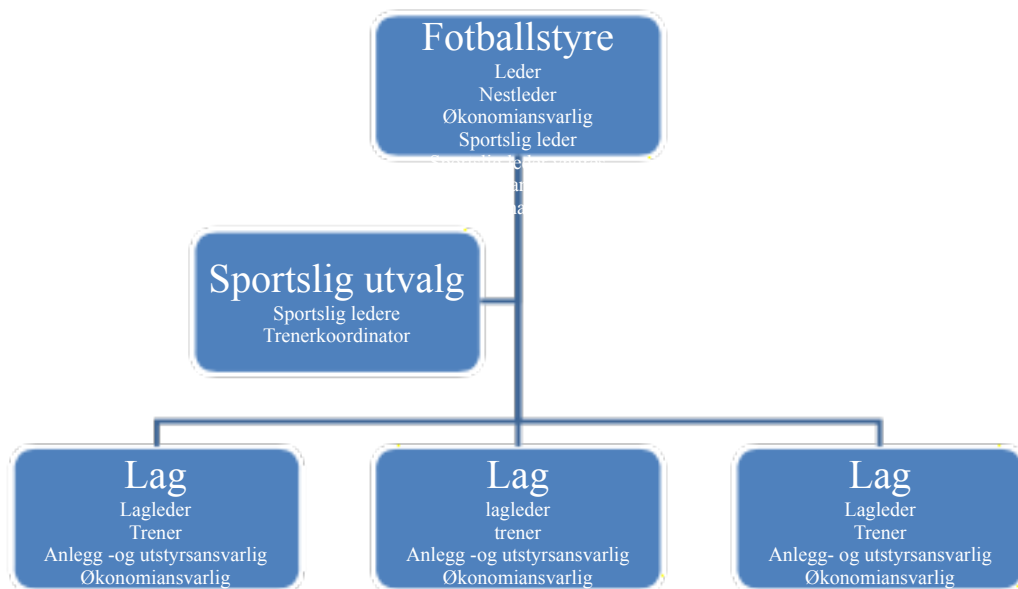 Fotballstyre
Leder
Nestleder
Økonomiansvarlig
Sportslig leder
Sportslig utvalg
Sportslig ledere
Trenerkoordinator
Lag
Lagleder
Trener
Anlegg -og utstyrsansvarlig
Økonomiansvarlig
Lag
lagleder
trener
Anlegg -og utstyrsansvarlig
Økonomiansvarlig
Lag
Lagleder
Trener
Anlegg- og utstyrsansvarlig
Økonomiansvarlig